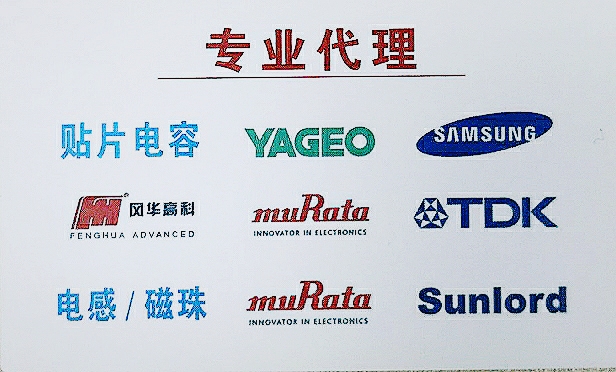 专业代理
贴片电容 YAGEO SAMSUNG
风华高科 muRata TDK
FENGHUA ADVANCED INNOVATOR IN ELECTRONICS
电感/磁珠 muRata Sunlord
INNOVATOR IN ELECTRONICS